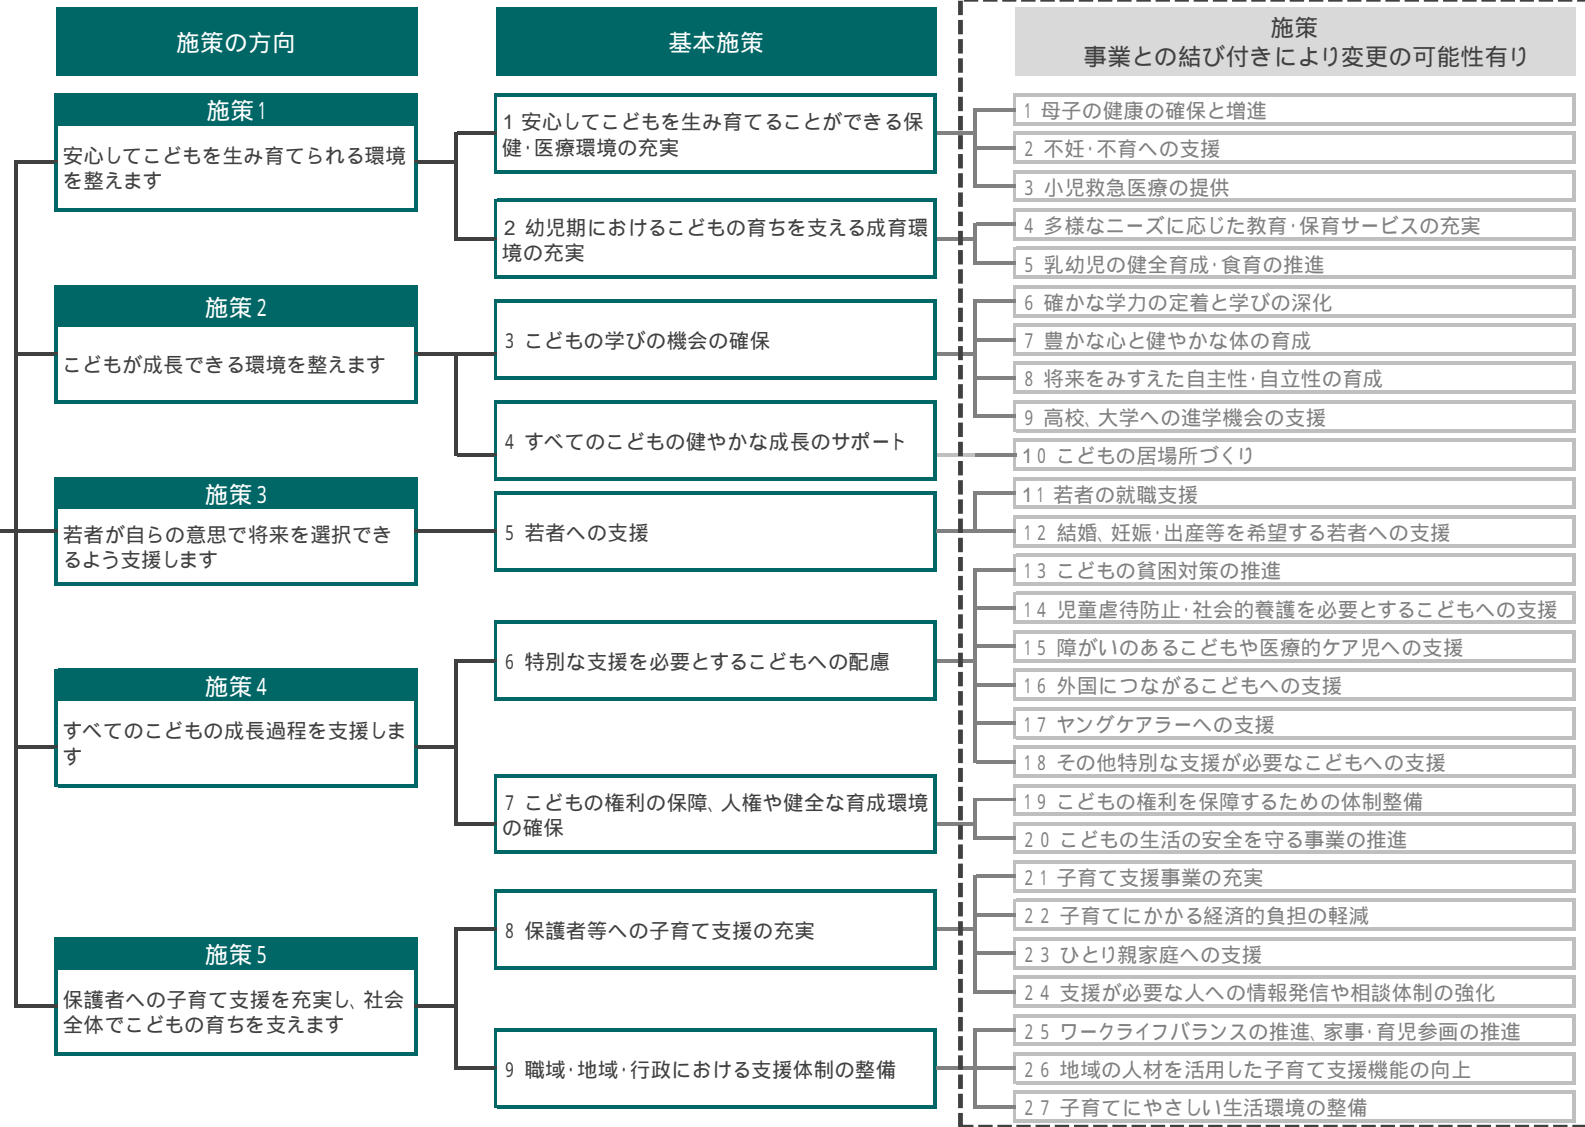 施策の方向
基本施策
施策
事業との結び付きにより変更の可能性有り
施策1
安心してこどもを生み育てられる環境
を整えます
1 安心してこどもを生み育てることができる保
健・医療環境の充実
1 母子の健康の確保と増進
2 不妊・不育への支援
3 小児救急医療の提供
2 幼児期におけるこどもの育ちを支える成育環
境の充実
4 多様なニーズに応じた教育・保育サービスの充実
5 乳幼児の健全育成・食育の推進
施策2
こどもが成長できる環境を整えます
3 こどもの学びの機会の確保
6 確かな学力の定着と学びの深化
7 豊かな心と健やかな体の育成
8 将来をみすえた自主性・自立性の育成
9 高校、大学への進学機会の支援
4 すべてのこどもの健やかな成長のサポート
10 こどもの居場所づくり
施策3
若者が自らの意思で将来を選択でき
るよう支援します
5 若者への支援
11 若者の就職支援
12 結婚、妊娠・出産等を希望する若者への支援
施策4
すべてのこどもの成長過程を支援しま
す
6 特別な支援を必要とするこどもへの配慮
13 こどもの貧困対策の推進
14 児童虐待防止・社会的養護を必要とするこどもへの支援
15 障がいのあるこどもや医療的ケア児への支援
16 外国につながるこどもへの支援
17 ヤングケアラーへの支援
18 その他特別な支援が必要なこどもへの支援
7 こどもの権利の保障、人権や健全な育成環境
の確保
19 こどもの権利を保障するための体制整備
20 こどもの生活の安全を守る事業の推進
施策5
保護者への子育て支援を充実し、社会
全体でこどもの育ちを支えます
8 保護者等への子育て支援の充実
21 子育て支援事業の充実
22 子育てにかかる経済的負担の軽減
23 ひとり親家庭への支援
24 支援が必要な人への情報発信や相談体制の強化
9 職域・地域・行政における支援体制の整備
25 ワークライフバランスの推進、家事・育児参画の推進
26 地域の人材を活用した子育て支援機能の向上
27 子育てにやさしい生活環境の整備